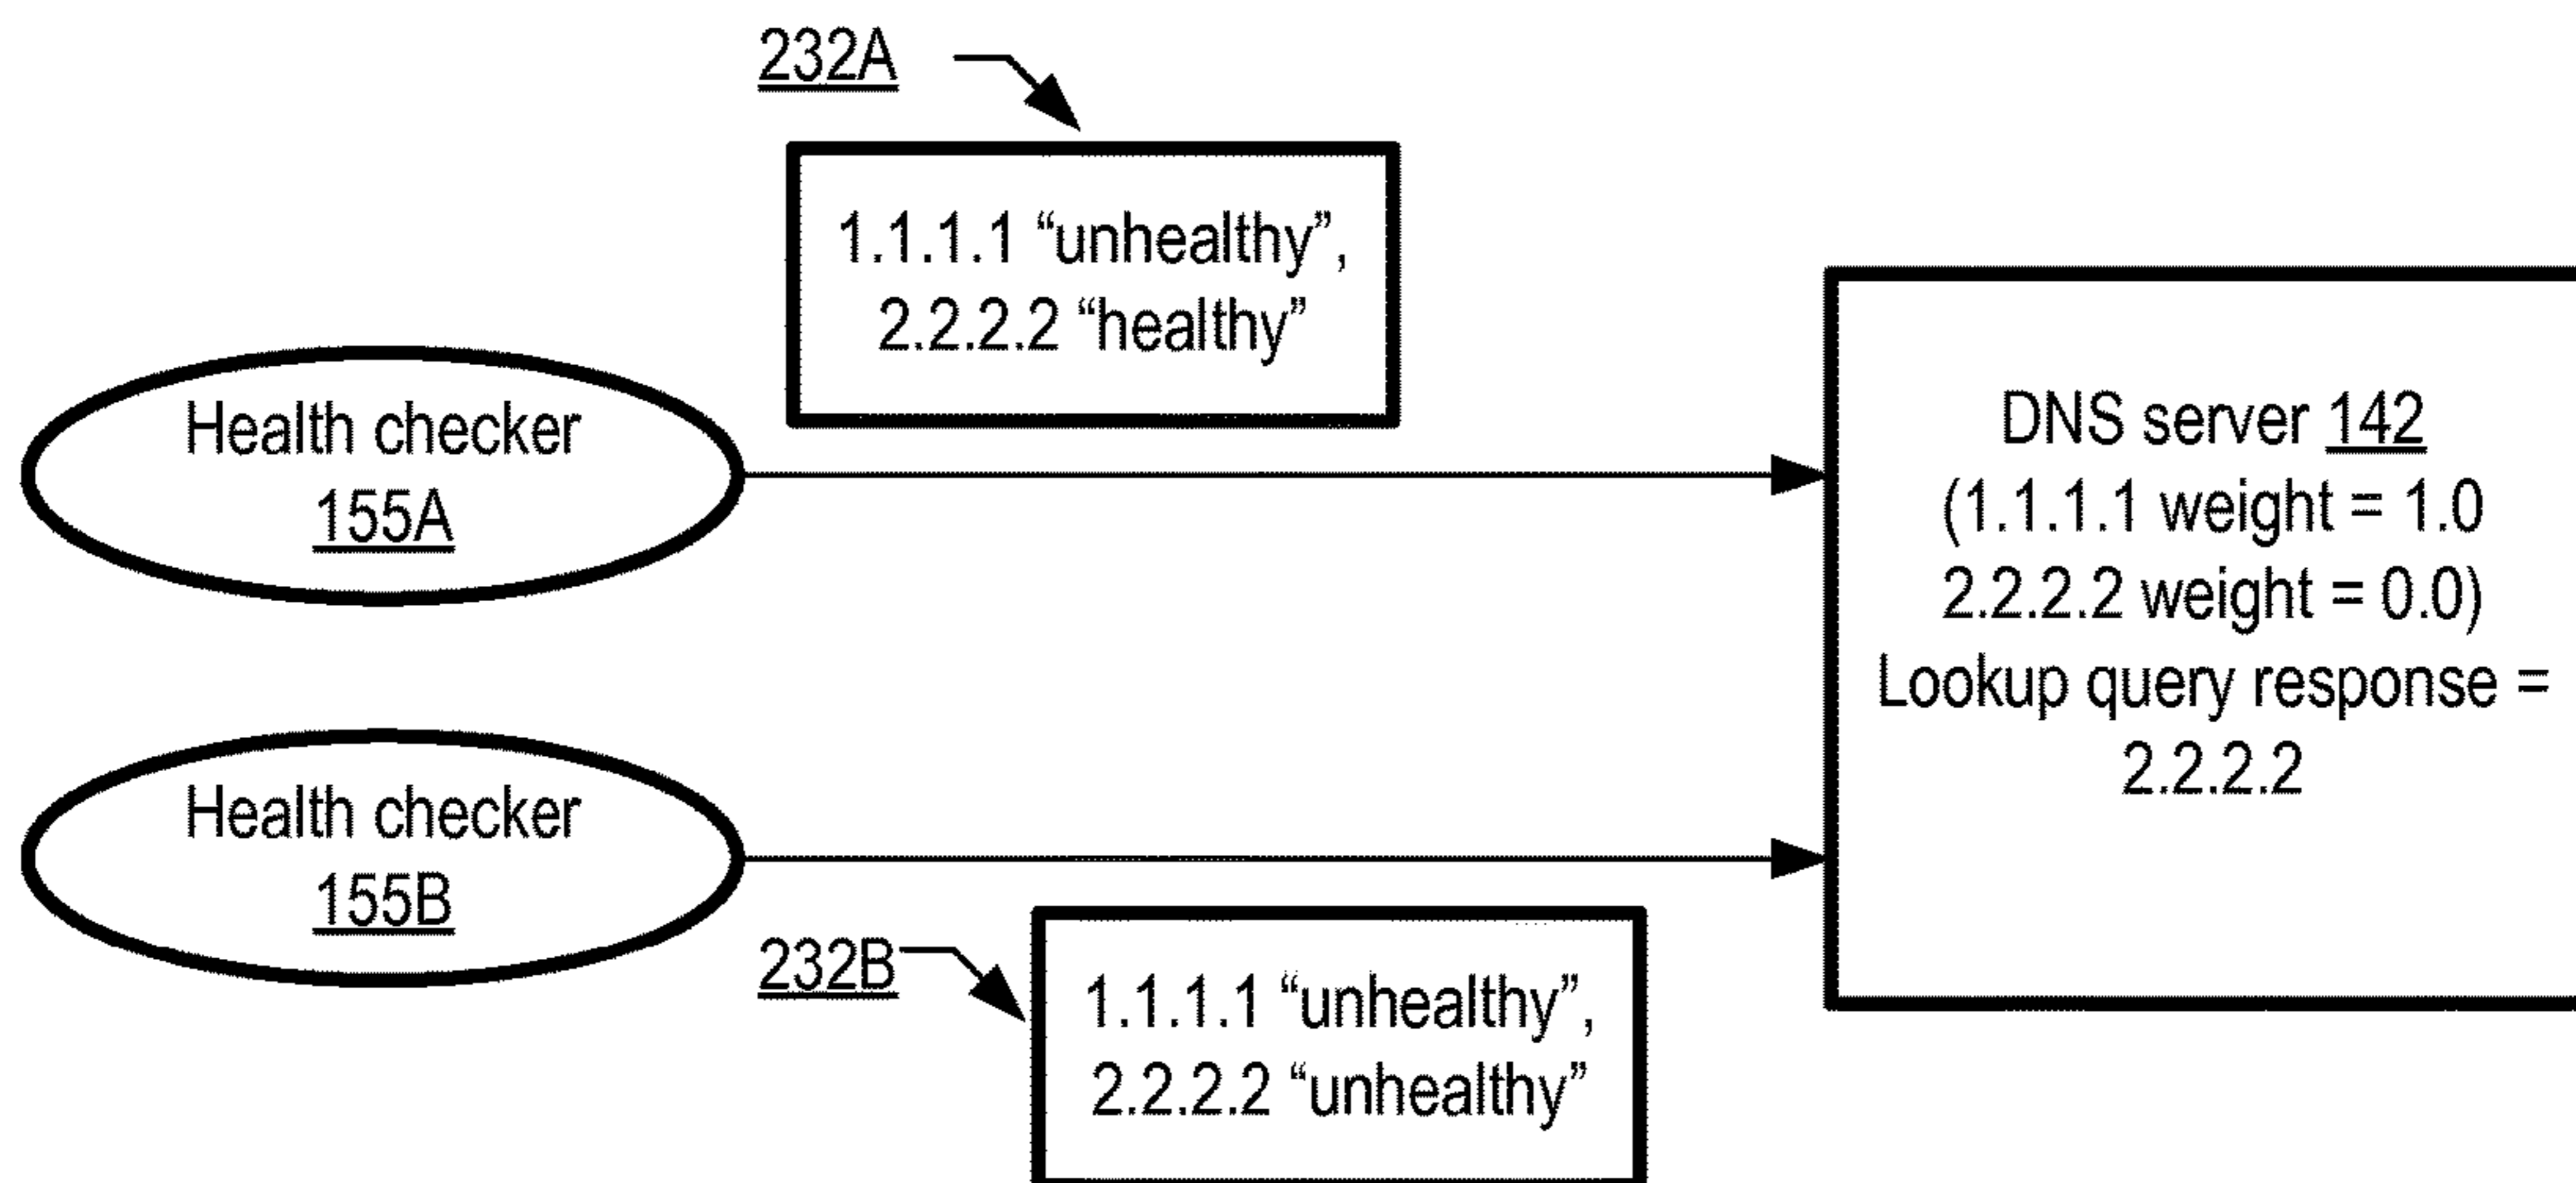 232A
1.1.1.1 “unhealthy”,
2.2.2.2 “healthy”
Health checker
155A
DNS server 142
(1.1.1.1 weight = 1.0
2.2.2.2 weight = 0.0)
Lookup query response =
2.2.2.2
Health checker
155B
232B
1.1.1.1 “unhealthy”,
2.2.2.2 “unhealthy”